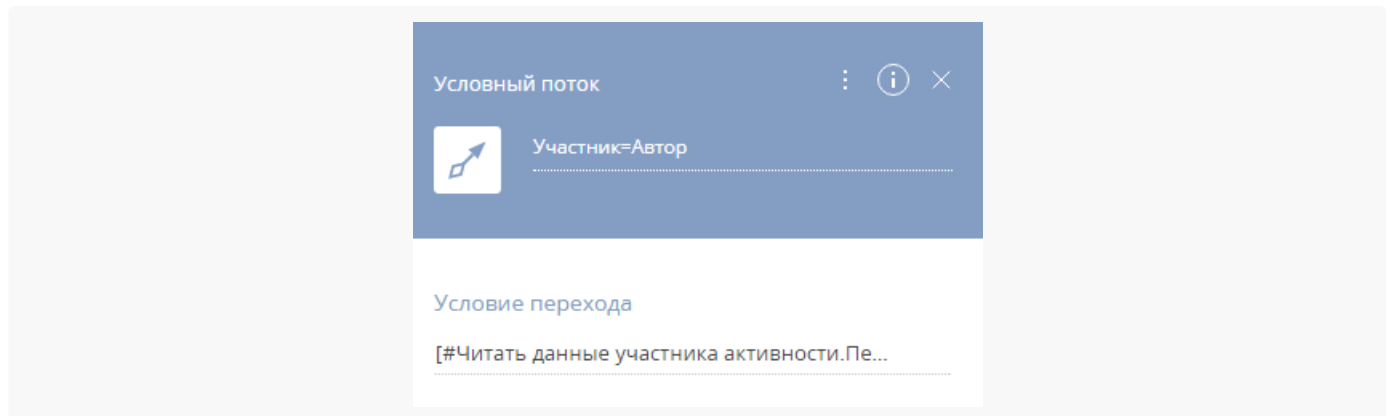 Условный поток
Участник=Автор
Условие перехода
[#Читать данные участника активности.Пе...